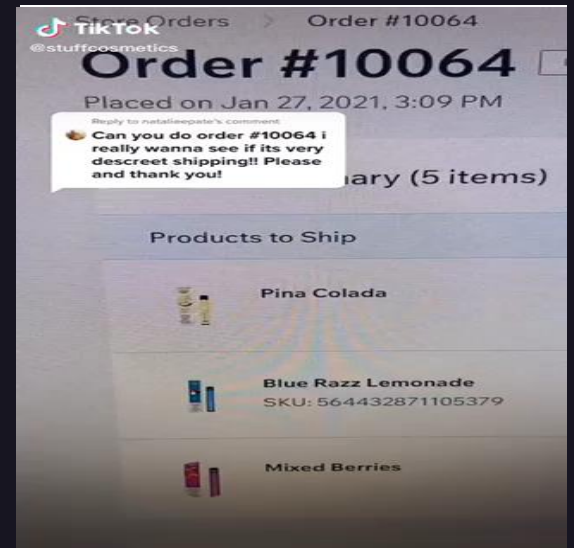 Store Orders > Order #10064
TikTok
@stuffcosmetics
Order #10064
Placed on Jan 27, 2021, 3:09 PM
Reply to nataliaepate's comment
Can you do order #10064 i
really wanna see if its very
descreet shipping!! Please
and thank you!
ary (5 items)
Products to Ship
Pina Colada
Blue Razz Lemonade
SKU: 564432871105379
Mixed Berries